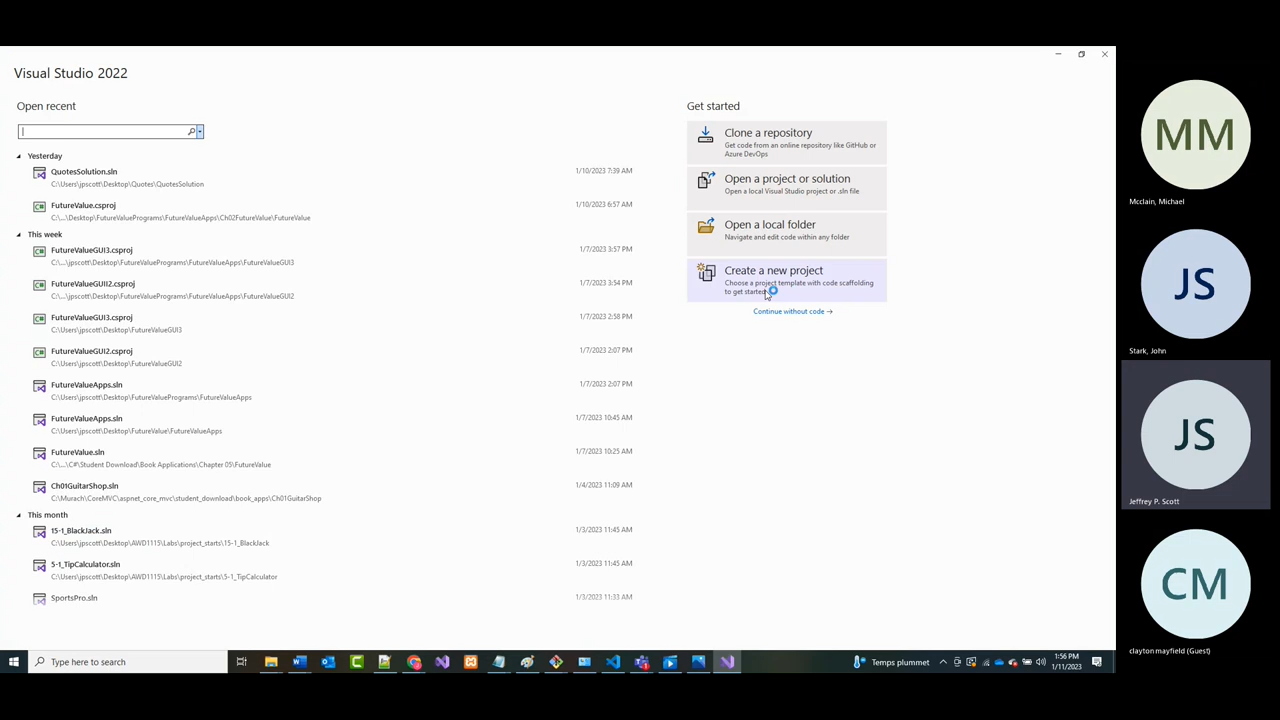 Visual Studio 2022
Open recent
Yesterday
QuotesSolution.sln
1/10/2023 7:39 AM
C:\Users\jpscott\Desktop\Quotes\QuotesSolution
FutureValue.csproj
1/10/2023 6:57 AM
C:\...\Desktop\FutureValuePrograms\FutureValueApps\Ch02FutureValue\FutureValue
This week
FutureValueGUI3.csproj
1/7/2023 3:57 PM
C:\...\jpscott\Desktop\FutureValuePrograms\FutureValueApps\FutureValueGUI3
FutureValueGUI2.csproj
1/7/2023 3:54 PM
C:\...\jpscott\Desktop\FutureValuePrograms\FutureValueApps\FutureValueGUI2
FutureValueGUI3.csproj
1/7/2023 2:58 PM
C:\Users\jpscott\Desktop\FutureValueGUI3
FutureValueGUI2.csproj
1/7/2023 2:07 PM
C:\Users\jpscott\Desktop\FutureValueGUI2
FutureValueApps.sln
1/7/2023 2:07 PM
C:\Users\jpscott\Desktop\FutureValuePrograms\FutureValueApps
FutureValueApps.sln
1/7/2023 10:45 AM
C:\Users\jpscott\Desktop\FutureValue\FutureValueApps
FutureValue.sln
1/7/2023 10:25 AM
C:\...\C#\Student Download\Book Applications\Chapter 05\FutureValue
Ch01GuitarShop.sln
1/4/2023 11:09 AM
C:\Murach\CoreMVC\aspnet_core_mvc\student_download\book_apps\Ch01GuitarShop
This month
15-1_BlackJack.sln
1/3/2023 11:45 AM
C:\Users\jpscott\Desktop\AWD1115\Labs\project_starts\15-1_BlackJack
5-1_TipCalculator.sln
1/3/2023 11:45 AM
C:\Users\jpscott\Desktop\AWD1115\Labs\project_starts\5-1_TipCalculator
SportsPro.sln
1/3/2023 11:33 AM
Get started
Clone a repository
Get code from an online repository like GitHub or
Azure DevOps
Open a project or solution
Open a local Visual Studio project or .sln file
Open a local folder
Navigate and edit code within any folder
Create a new project
Choose a project template with code scaffolding
to get started
Continue without code →
MM
Mcclain, Michael
JS
Stark, John
JS
Jeffrey P. Scott
CM
clayton mayfield (Guest)
Type here to search
Temps plummet
1:56 PM
1/11/2023